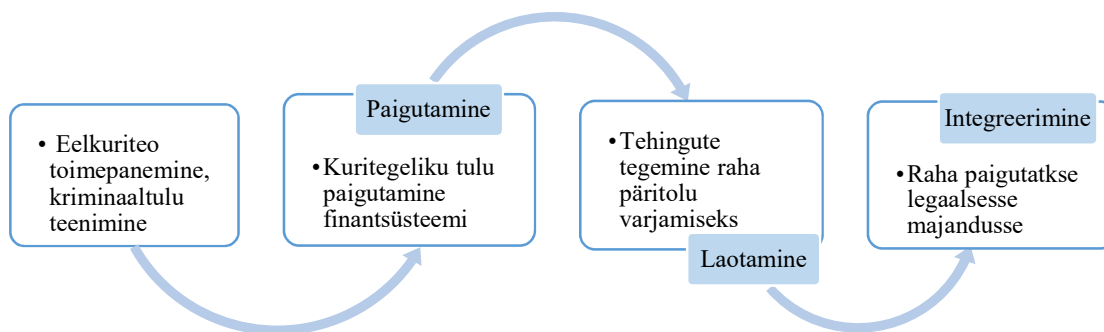 • Eelkuriteo
toimepanemine,
kriminaaltulu
teenimine
Paigutamine
•Kuritegeliku tulu
paigutamine
finantsüsteemi
•Tehingute
tegemine raha
päritolu
varjamiseks
Laotamine
Integreerimine
•Raha paigutatkse
legaalsesse
majandusse